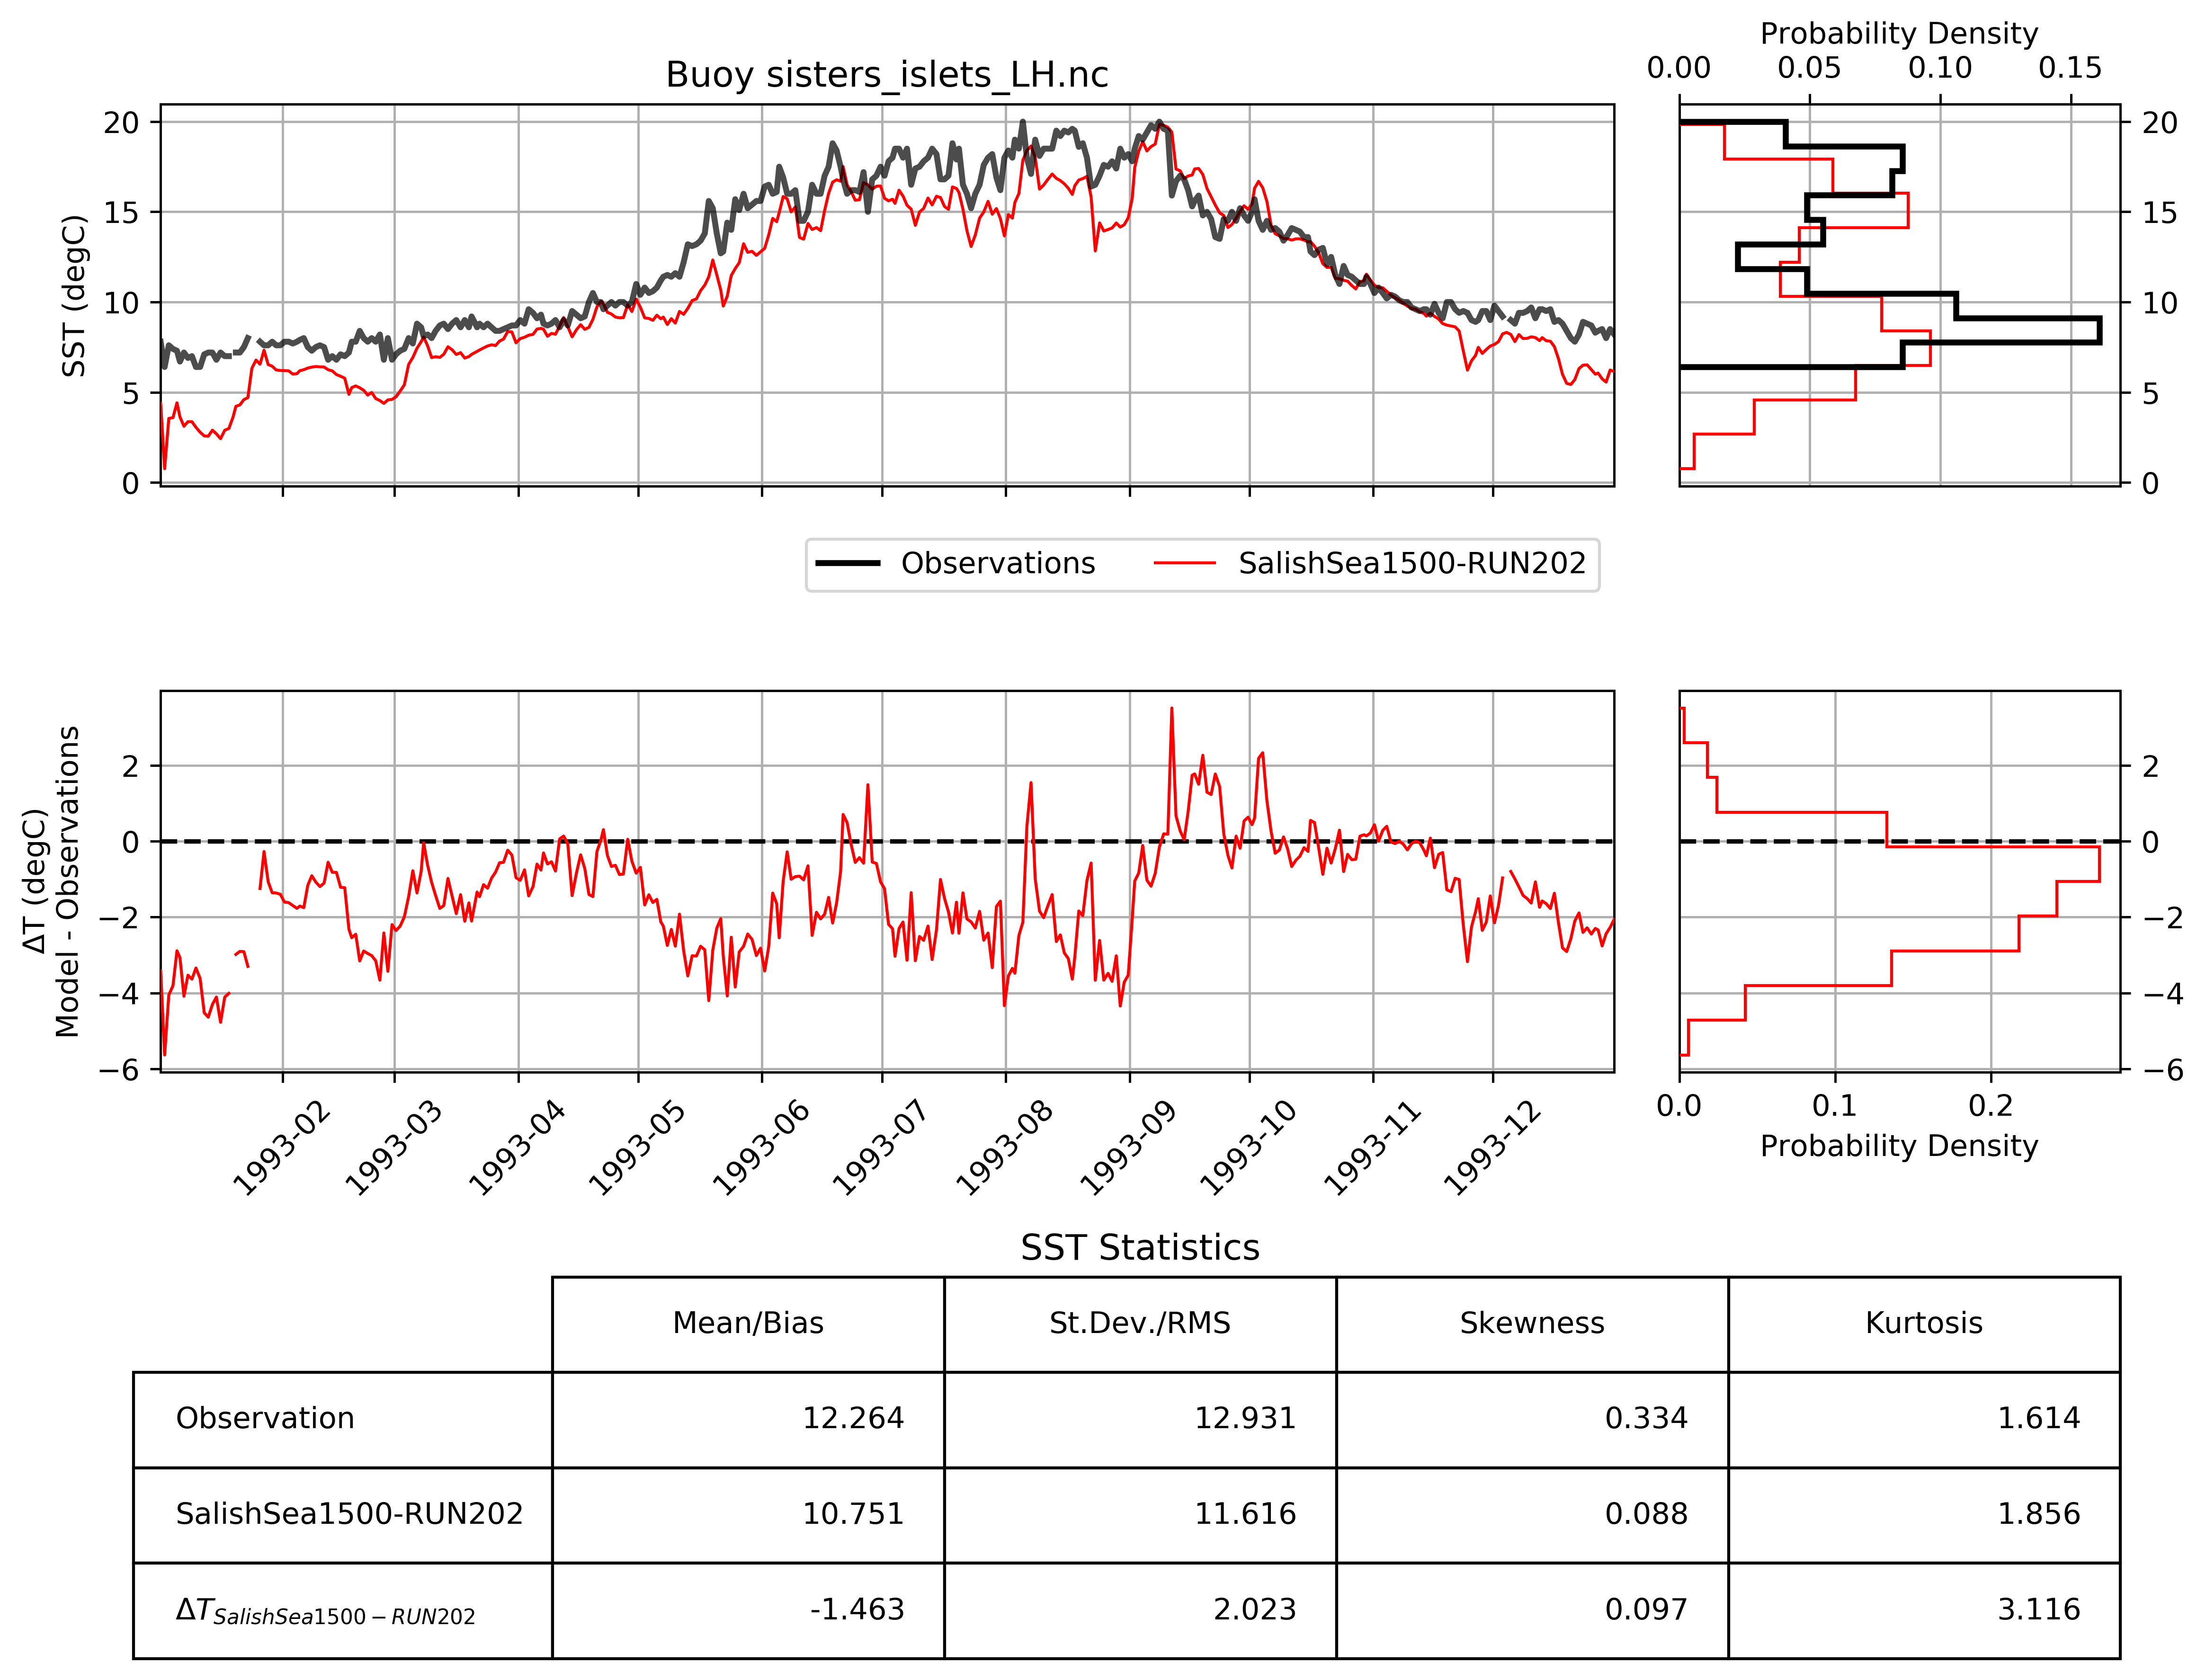 Probability Density
0.00 0.05 0.10 0.15
Buoy sisters_islets_LH.nc
SST (degC)
20
15
10
5
0
20
15
10
5
0
Observations SalishSea1500-RUN202
ΔT (degC)
Model - Observations
2
0
−2
−4
−6
2
0
−2
−4
−6
0.0 0.1 0.2
Probability Density
1993-02 1993-03 1993-04 1993-05 1993-06 1993-07 1993-08 1993-09 1993-10 1993-11 1993-12
SST Statistics
Mean/Bias St.Dev./RMS Skewness Kurtosis
Observation 12.264 12.931 0.334 1.614
SalishSea1500-RUN202 10.751 11.616 0.088 1.856
ΔT SalishSea1500−RUN202 -1.463 2.023 0.097 3.116